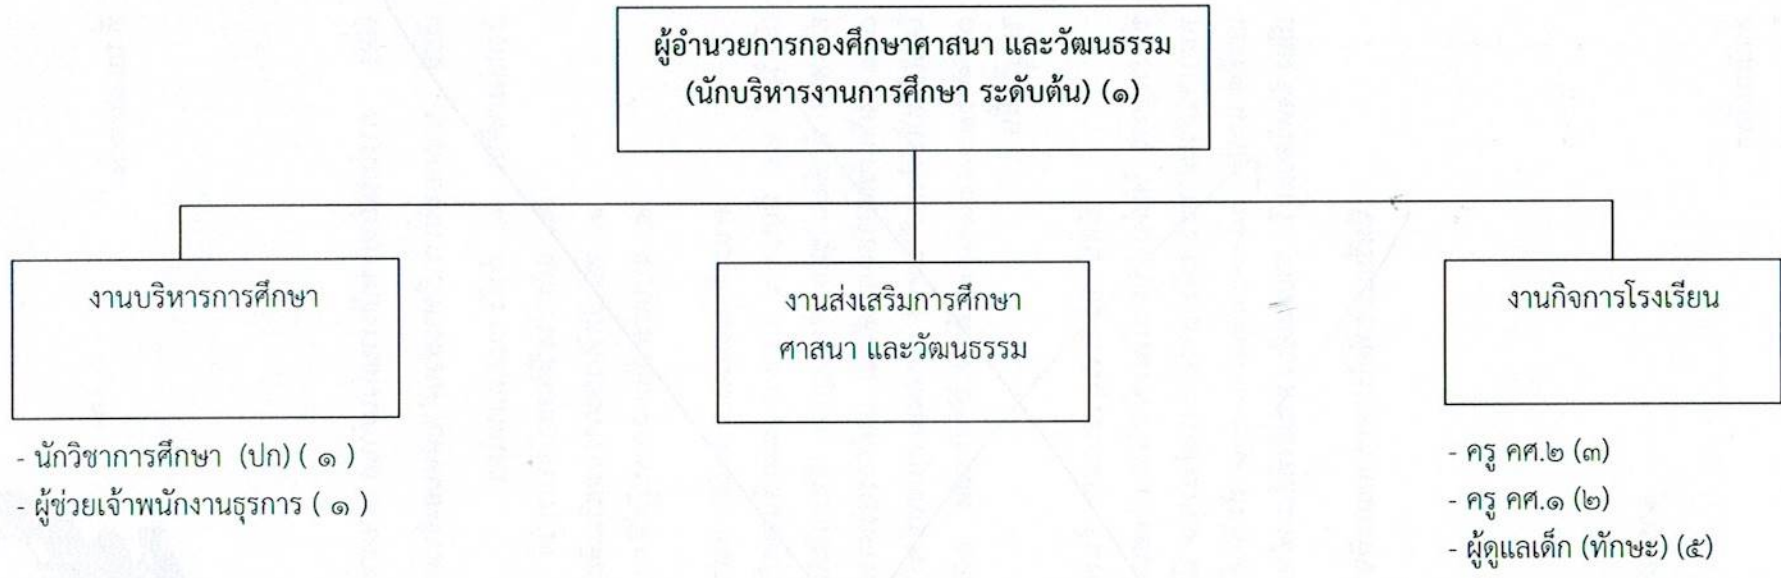 ผู้อำนวยการกองศึกษาศาสนา และวัฒนธรรม
(นักบริหารงานการศึกษา ระดับต้น) (๑)
งานบริหารการศึกษา
- นักวิชาการศึกษา (ปก) ( ๑ )
- ผู้ช่วยเจ้าพนักงานธุรการ ( ๑ )
งานส่งเสริมการศึกษา
ศาสนา และวัฒนธรรม
งานกิจการโรงเรียน
- ครู คศ.๒ (๓)
- ครู คศ.๑ (๒)
- ผู้ดูแลเด็ก (ทักษะ) (๕)